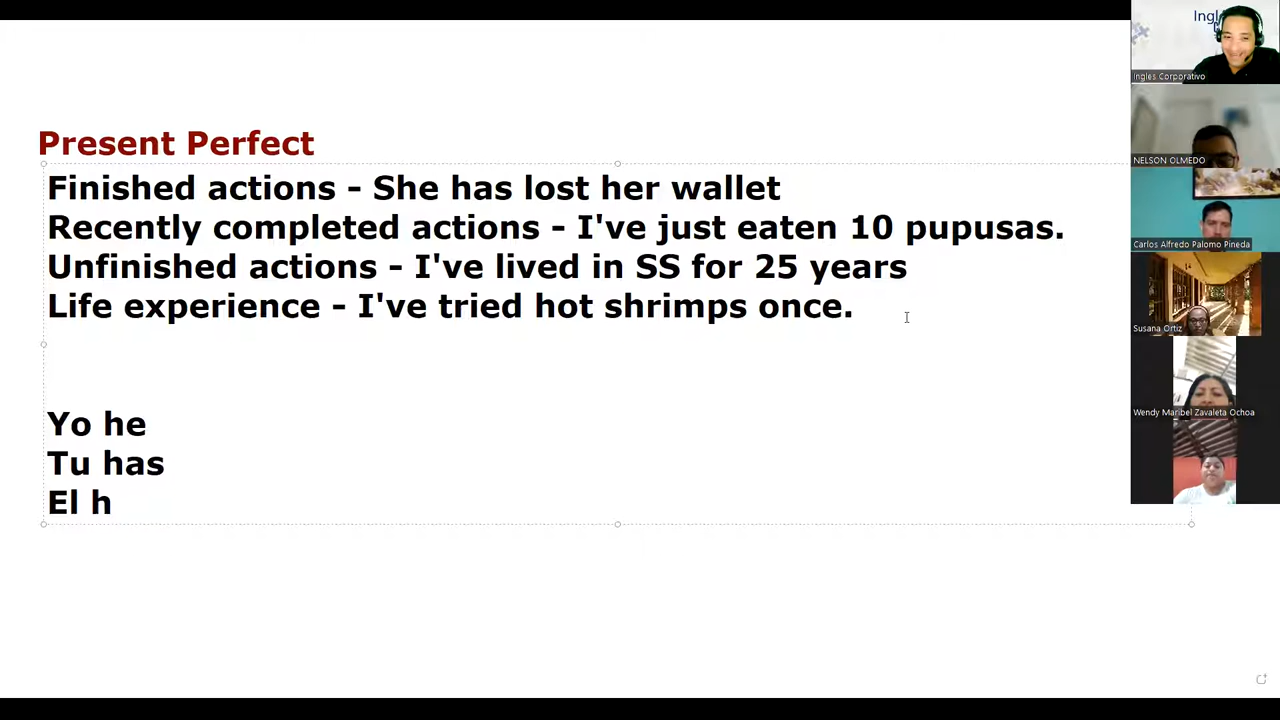 Present Perfect
Finished actions - She has lost her wallet
Recently completed actions - I've just eaten 10 pupusas.
Unfinished actions - I've lived in SS for 25 years
Life experience - I've tried hot shrimps once.
Yo he
Tu has
El h
Ingles Corporativo
NELSON OLMEDO
Carlos Alfredo Palomo Pineda
Susana Ortiz
Wendy Maribel Zavaleta Ochoa